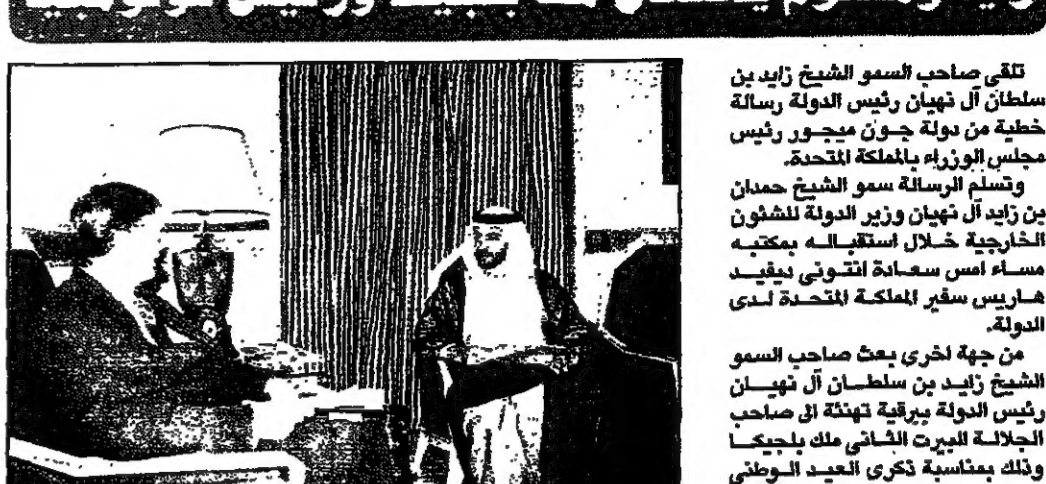 تلقى صاحب السمو الشيخ زايد بن
سلطان آل نهيان رئيس الدولة رسالة
خطية من دولة جون ميجور رئيس
مجلس الوزراء بالمملكة المتحدة.
وتسلم الرسالة سمو الشيخ حمدان
بن زايد آل نهيان وزير الدولة للشئون
الخارجية خلال استقباله بمكتبه
مساء امس سعادة انتوني ديفيد
هاريس سفير المملكة المتحدة لدى
الدولة.
من جهة اخرى بعث صاحب السمو
الشيخ زايد بن سلطان آل نهيان
رئيس الدولة ببرقية تهنئة الى صاحب
الجلالة البيرت الثاني ملك بلجيكا
وذلك بمناسبة ذكرى العيد الوطني